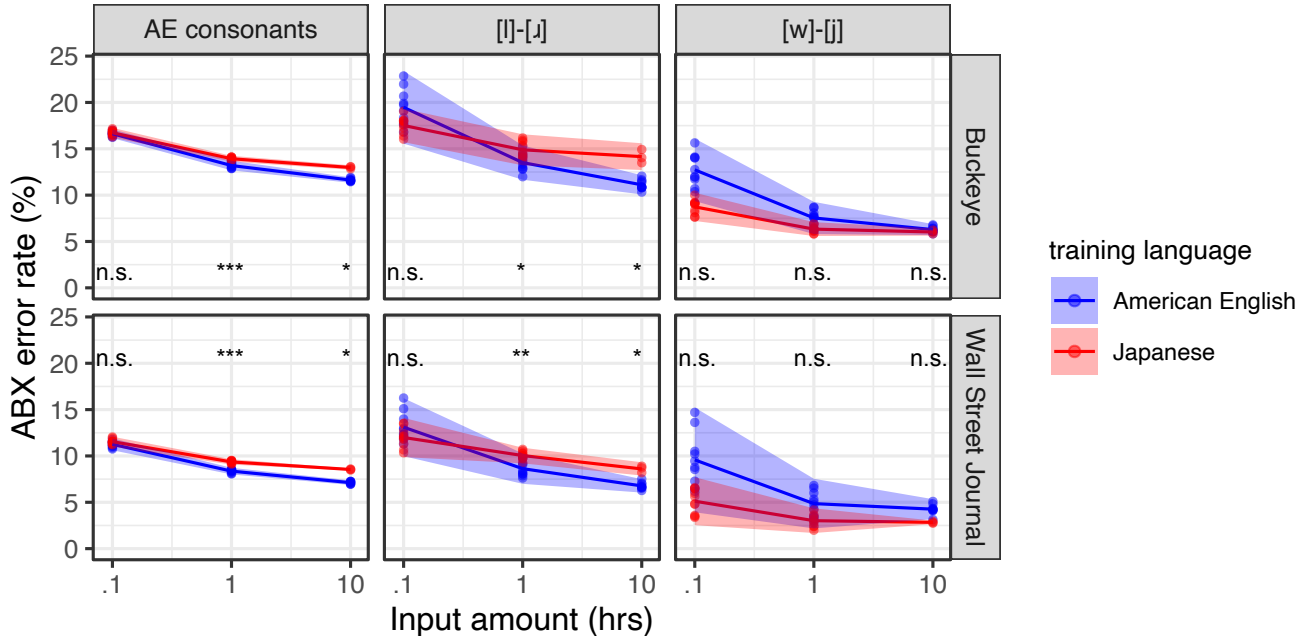 AE consonants
[l]-[ɹ]
[w]-[j]
ABX error rate (%)
25
20
15
10
5
0
n.s.
***
*
n.s.
*
*
n.s.
n.s.
n.s.
Buckeye
25
20
15
10
5
0
n.s.
***
*
n.s.
**
*
n.s.
n.s.
n.s.
Wall Street Journal
.1
1
10
.1
1
10
.1
1
10
Input amount (hrs)
training language
American English
Japanese